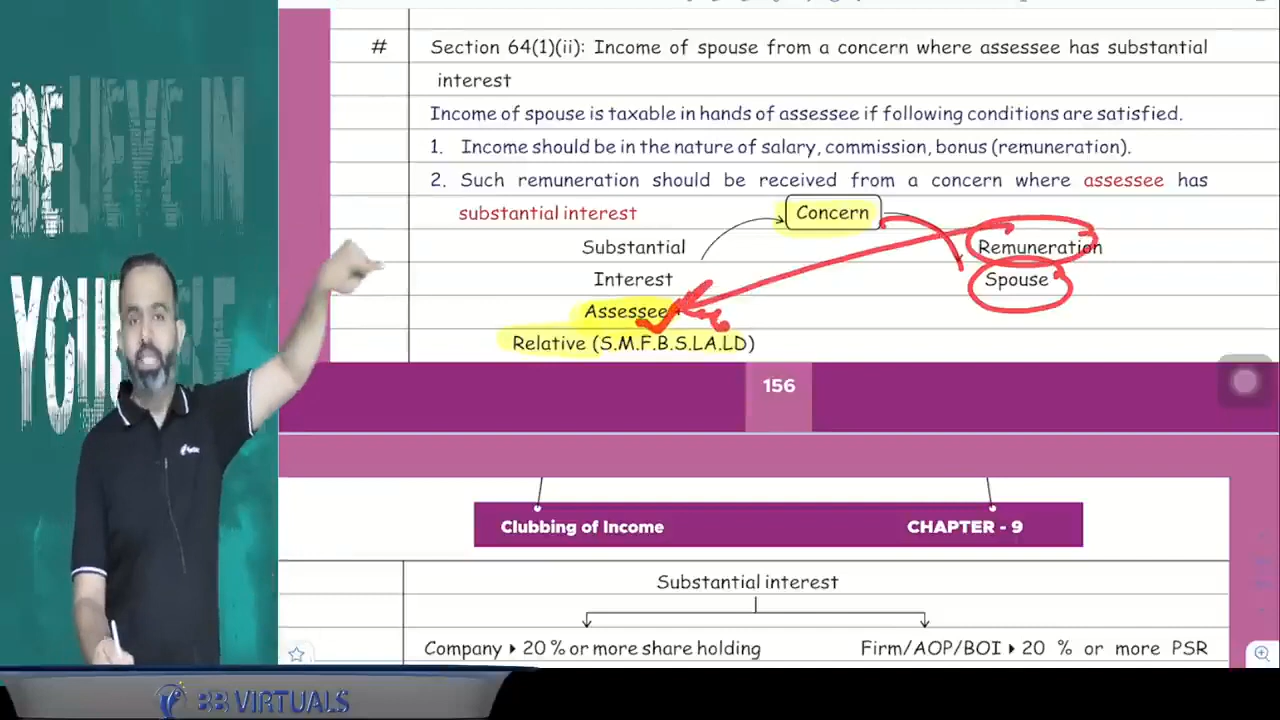 BELIEVE IN
YOURSELF
# Section 64(1)(ii): Income of spouse from a concern where assessee has substantial
interest
Income of spouse is taxable in hands of assessee if following conditions are satisfied.
1. Income should be in the nature of salary, commission, bonus (remuneration).
2. Such remuneration should be received from a concern where assessee has
substantial interest
Concern
Substantial
Remuneration
Interest
Spouse
Assessee
Relative (S.M.F.B.S.LA.LD)
156
Clubbing of Income CHAPTER - 9
Substantial interest
Company 20% or more share holding Firm/AOP/BOI 20 % or more PSR
BB VIRTUALS